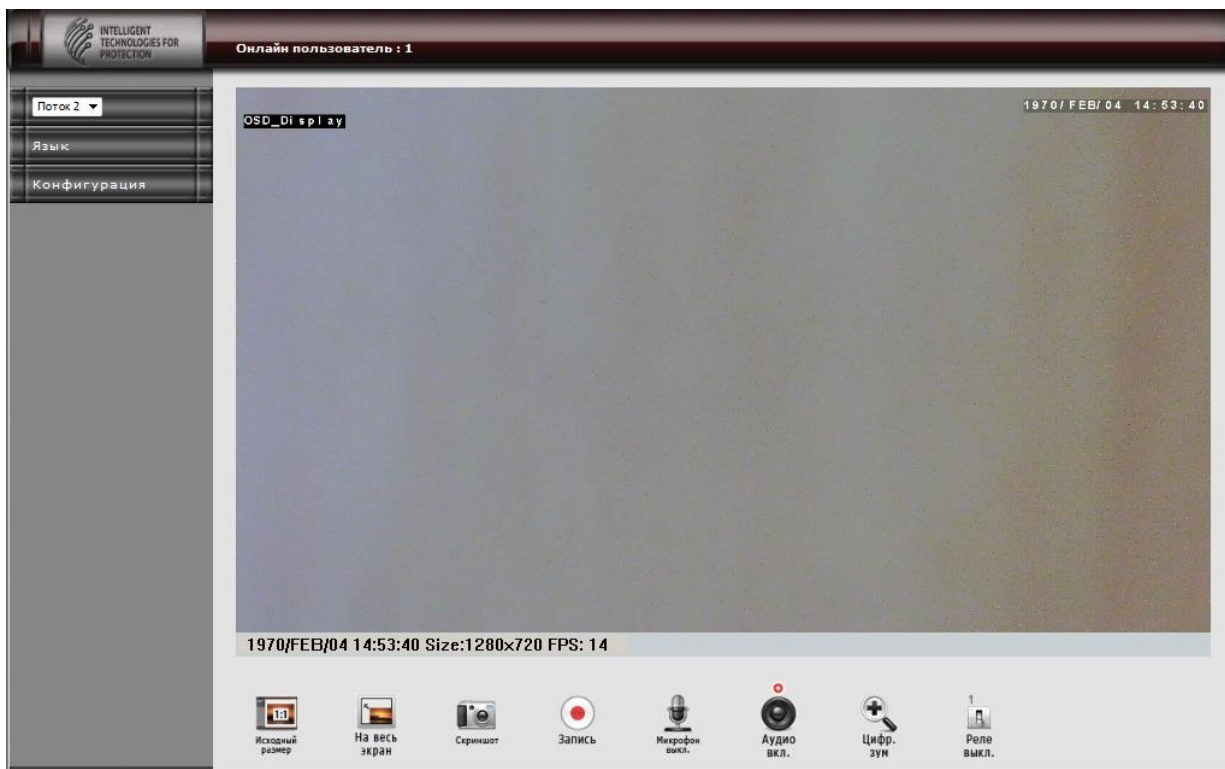 INTELLIGENT
TECHNOLOGIES FOR
PROTECTION
Онлайн пользователь : 1
Поток 2
Язык
Конфигурация
OSD_Display
1970/FEB/04 14:53:40
1970/FEB/04 14:53:40 Size:1280x720 FPS: 14
1:1
Исходный
размер
На весь
экран
Скриншот
Запись
Микрофон
выкл.
Аудио
вкл.
Цифр.
зум
1
Реле
выкл.